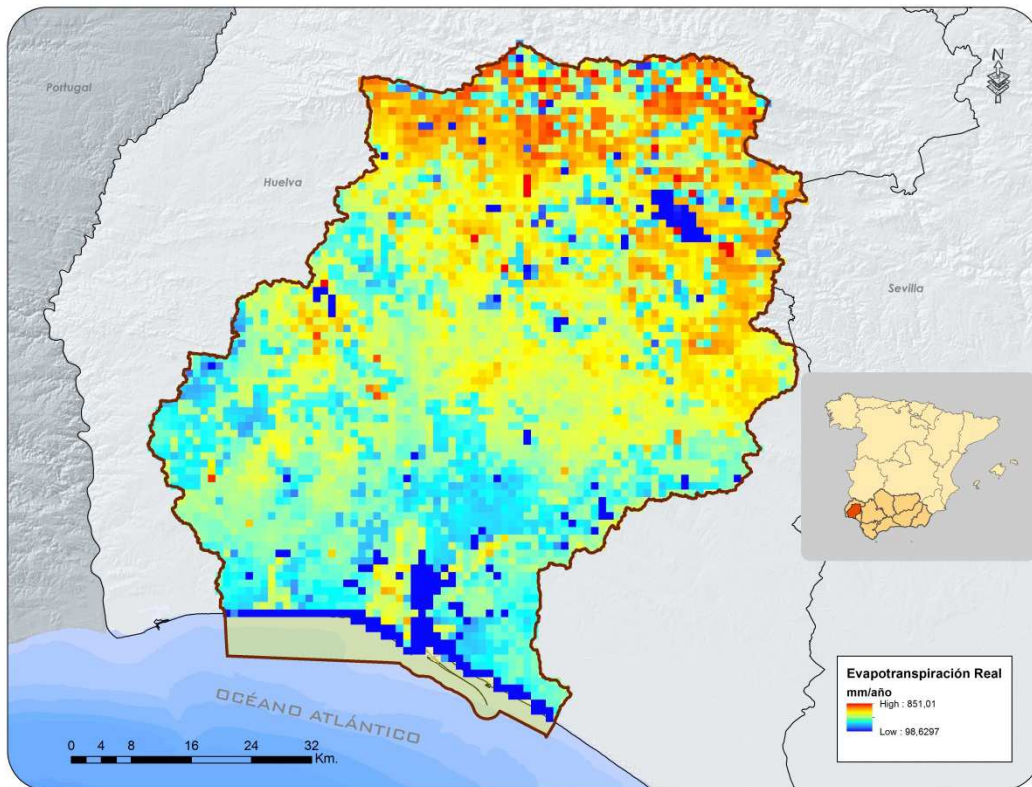 Portugal
N
Huelva
Sevilla
OCÉANO ATLÁNTICO
0 4 8 16 24 32
Km.
Evapotranspiración Real
mm/año
High : 851,01
Low : 98,6297